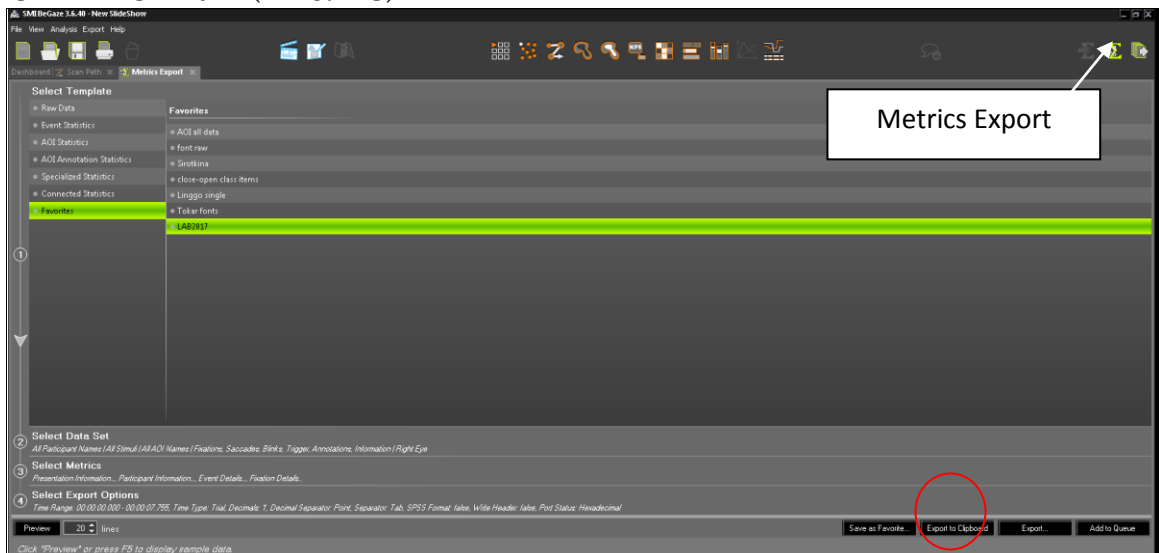 SMI BeGaze 3.6.40 - New SlideShow
File View Analysis Export Help
Dashboard Scan Path Metrics Export
Metrics Export
Select Template
Raw Data
Event Statistics
AOI Statistics
AOI Annotation Statistics
Specialized Statistics
Connected Statistics
Favorites
Favorites
AOI all data
font raw
Sirotkina
close-open class items
Linggo single
Tokar fonts
LAB2017
1
2 Select Data Set
All Participant Names / All Stimuli / All AOI Names / Fixations, Saccades, Blinks, Trigger, Annotations, Information / Right Eye
3 Select Metrics
Presentation Information... Participant Information... Event Details... Fixation Details..
4 Select Export Options
Time Range: 00:00:00.000 - 00:00:07.755, Time Type: Trial, Decimals: 1, Decimal Separator: Point, Separator: Tab, SPSS Format: false, Write Header: false, Port Status: Hexadecimal
Preview 20 lines Save as Favorite... Export to Clipboard Export... Add to Queue
Click "Preview" or press F5 to display sample data.